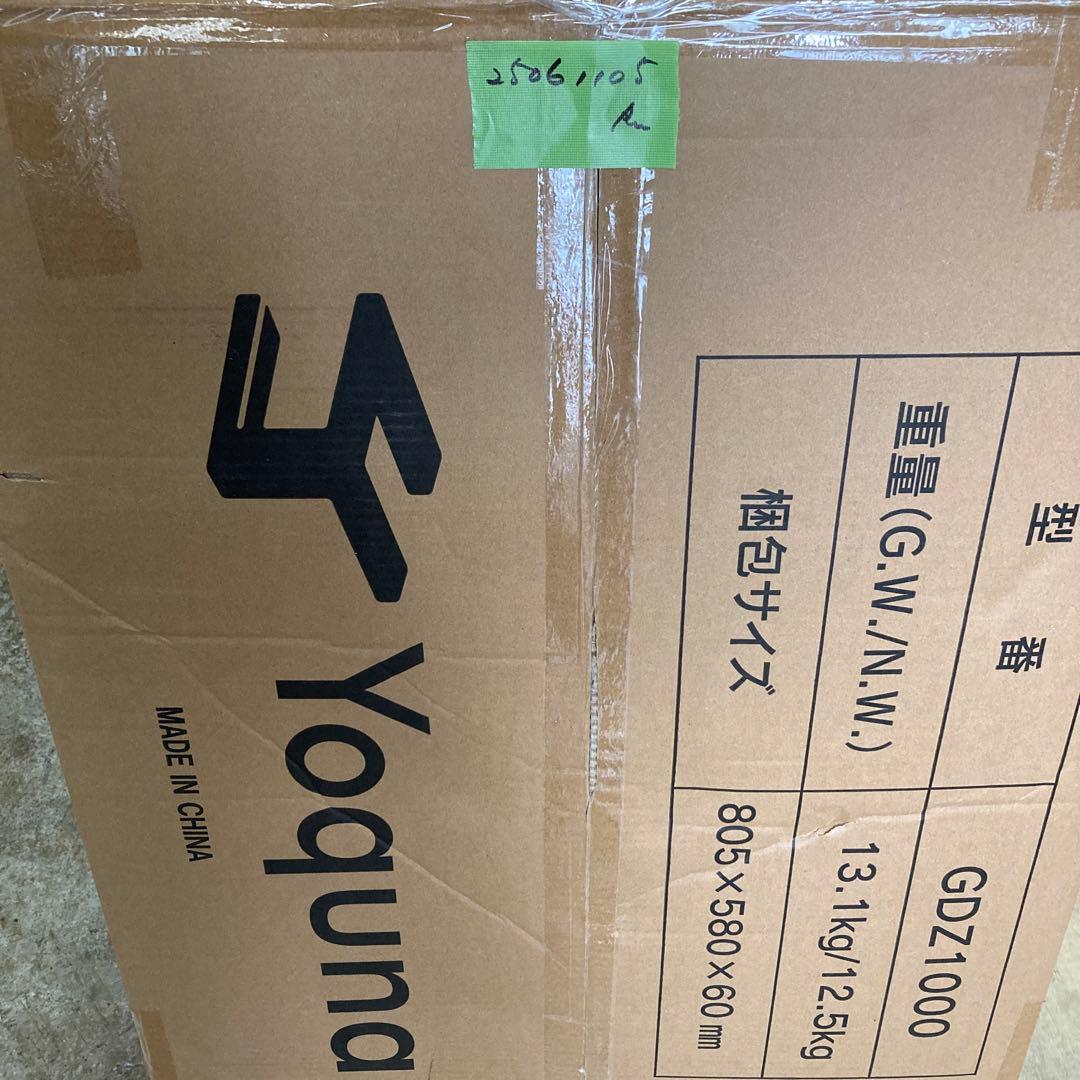 25061105
Yoquna
MADE IN CHINA
型番 GDZ1000
重量(G.W./N.W.) 13.1kg/12.5kg
梱包サイズ 805×580×60㎜